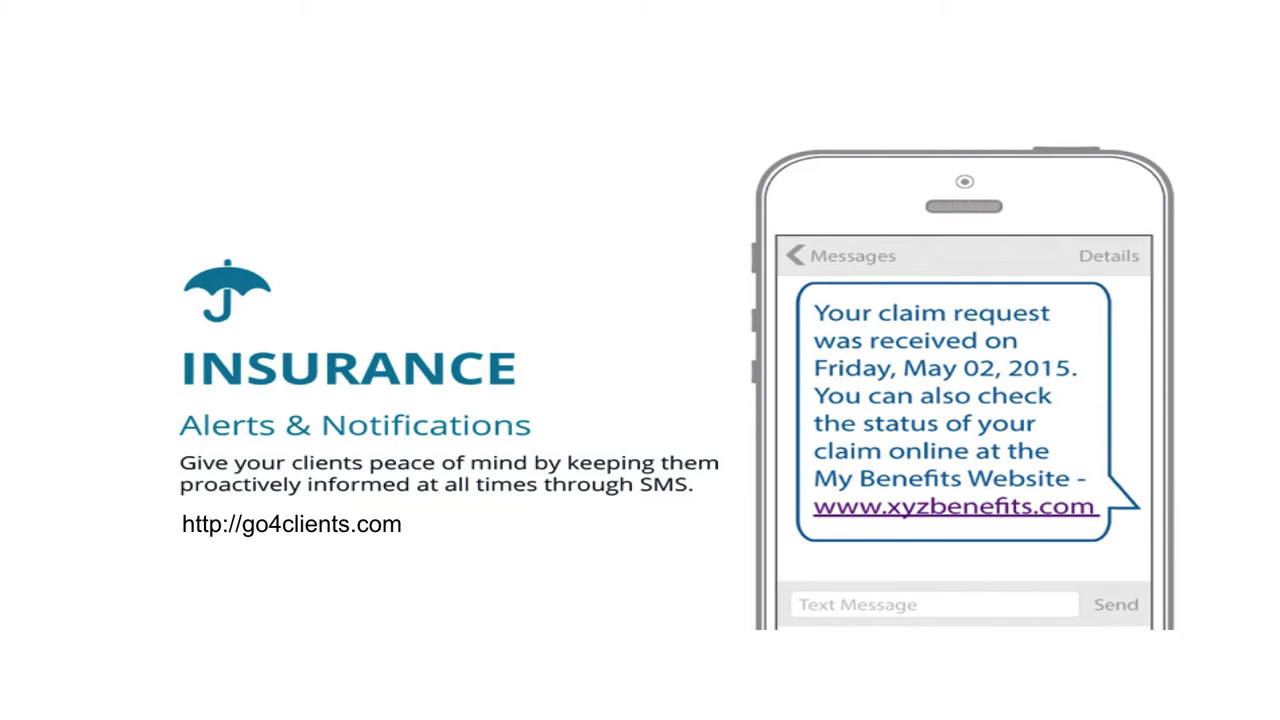 INSURANCE
Alerts & Notifications
Give your clients peace of mind by keeping them
proactively informed at all times through SMS.
http://go4clients.com
Messages
Details
Your claim request
was received on
Friday, May 02, 2015.
You can also check
the status of your
claim online at the
My Benefits Website -
www.xyzbenefits.com
Text Message
Send